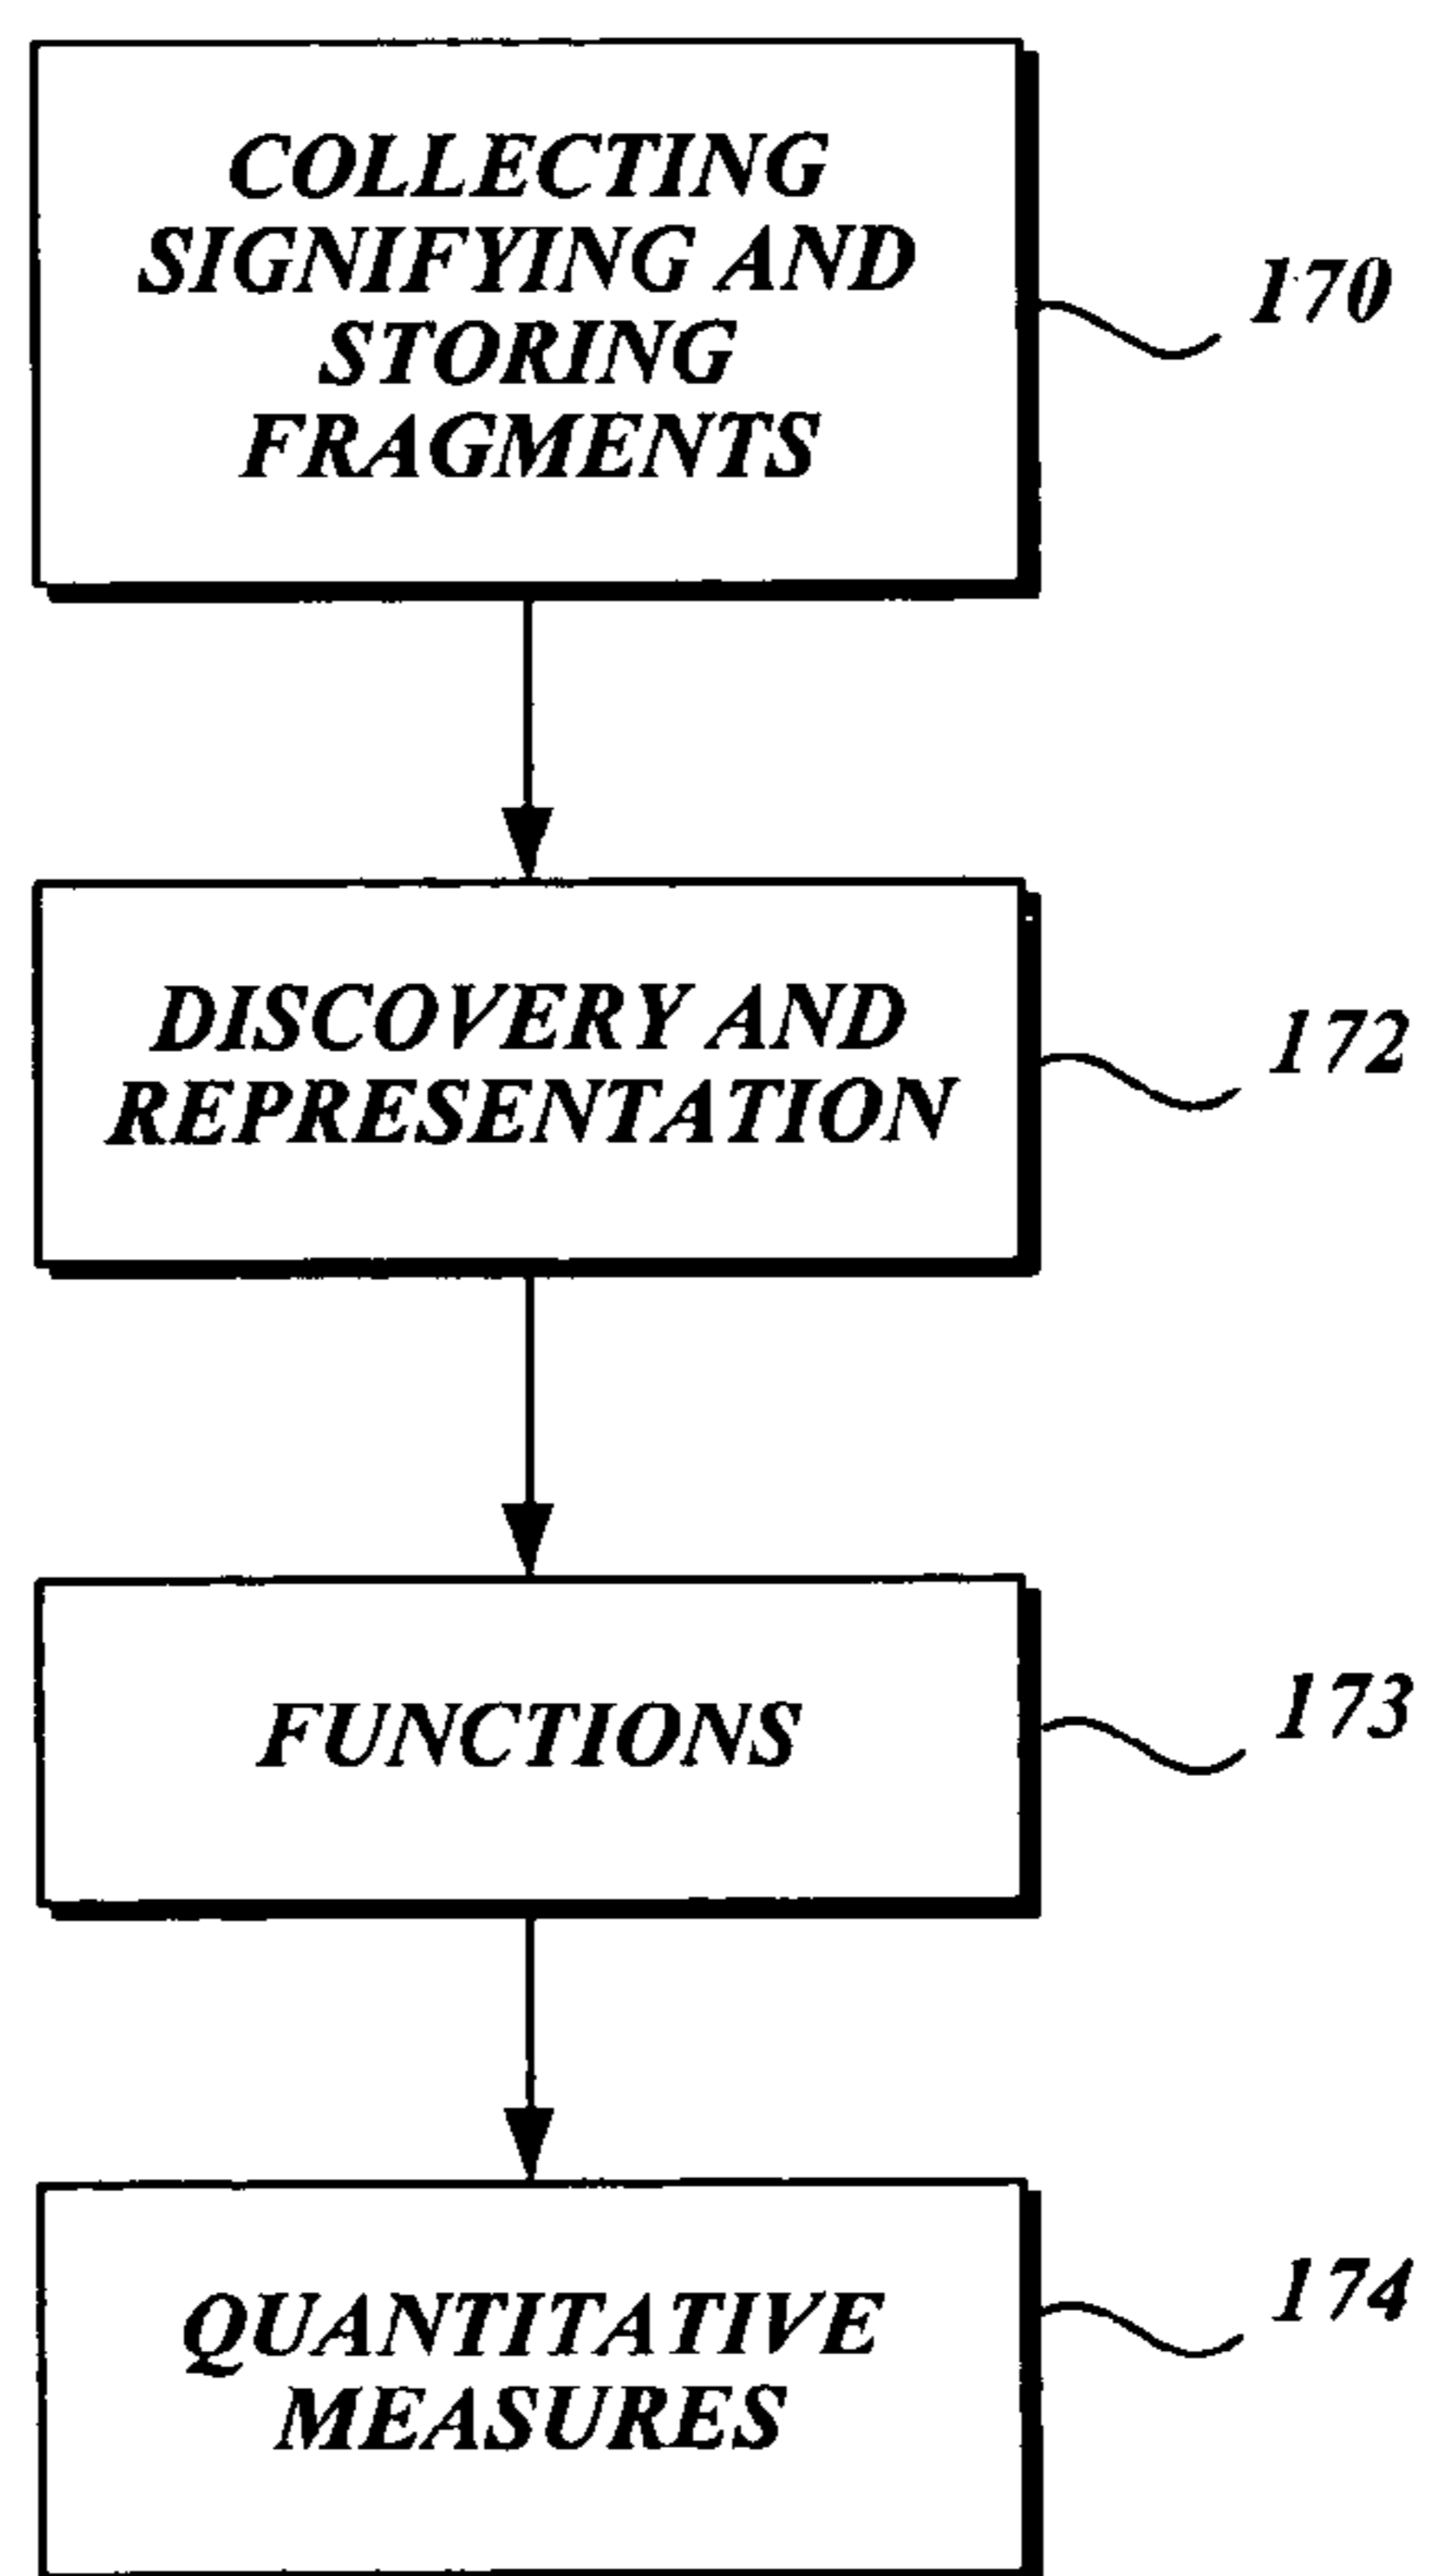 COLLECTING
SIGNIFYING AND
STORING
FRAGMENTS
170
DISCOVERY AND
REPRESENTATION
172
FUNCTIONS
173
QUANTITATIVE
MEASURES
174